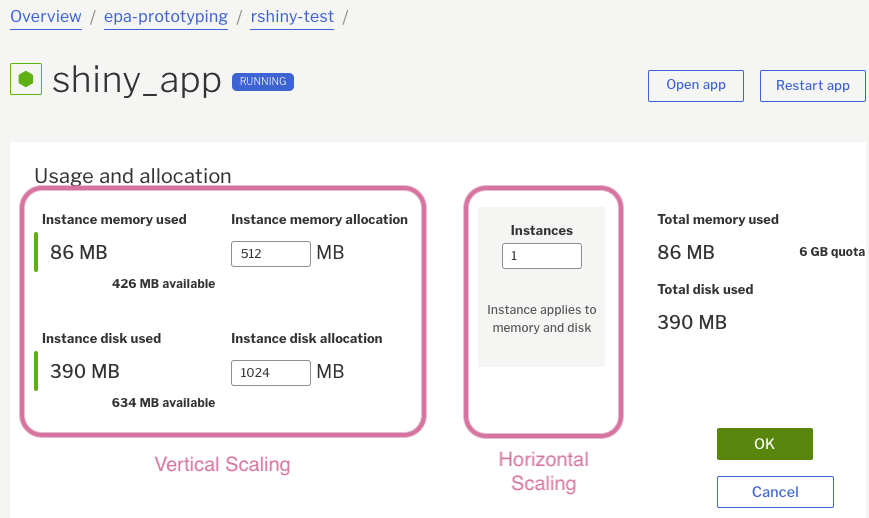 Overview / epa-prototyping / rshiny-test /
shiny_app RUNNING
Open app Restart app
Usage and allocation
Instance memory used
86 MB
426 MB available
Instance memory allocation
512 MB
Instance disk used
390 MB
634 MB available
Instance disk allocation
1024 MB
Vertical Scaling
Instances
1
Instance applies to
memory and disk
Horizontal
Scaling
Total memory used
86 MB 6 GB quota
Total disk used
390 MB
OK
Cancel